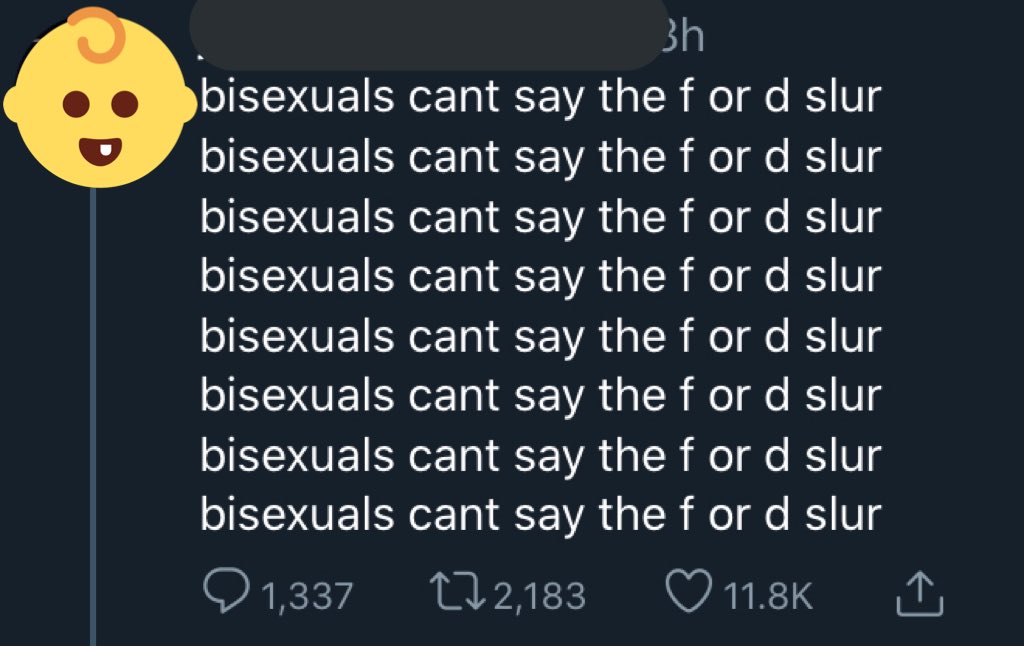 3h
bisexuals cant say the f or d slur
bisexuals cant say the f or d slur
bisexuals cant say the f or d slur
bisexuals cant say the f or d slur
bisexuals cant say the f or d slur
bisexuals cant say the f or d slur
bisexuals cant say the f or d slur
bisexuals cant say the f or d slur
1,337 2,183 11.8K